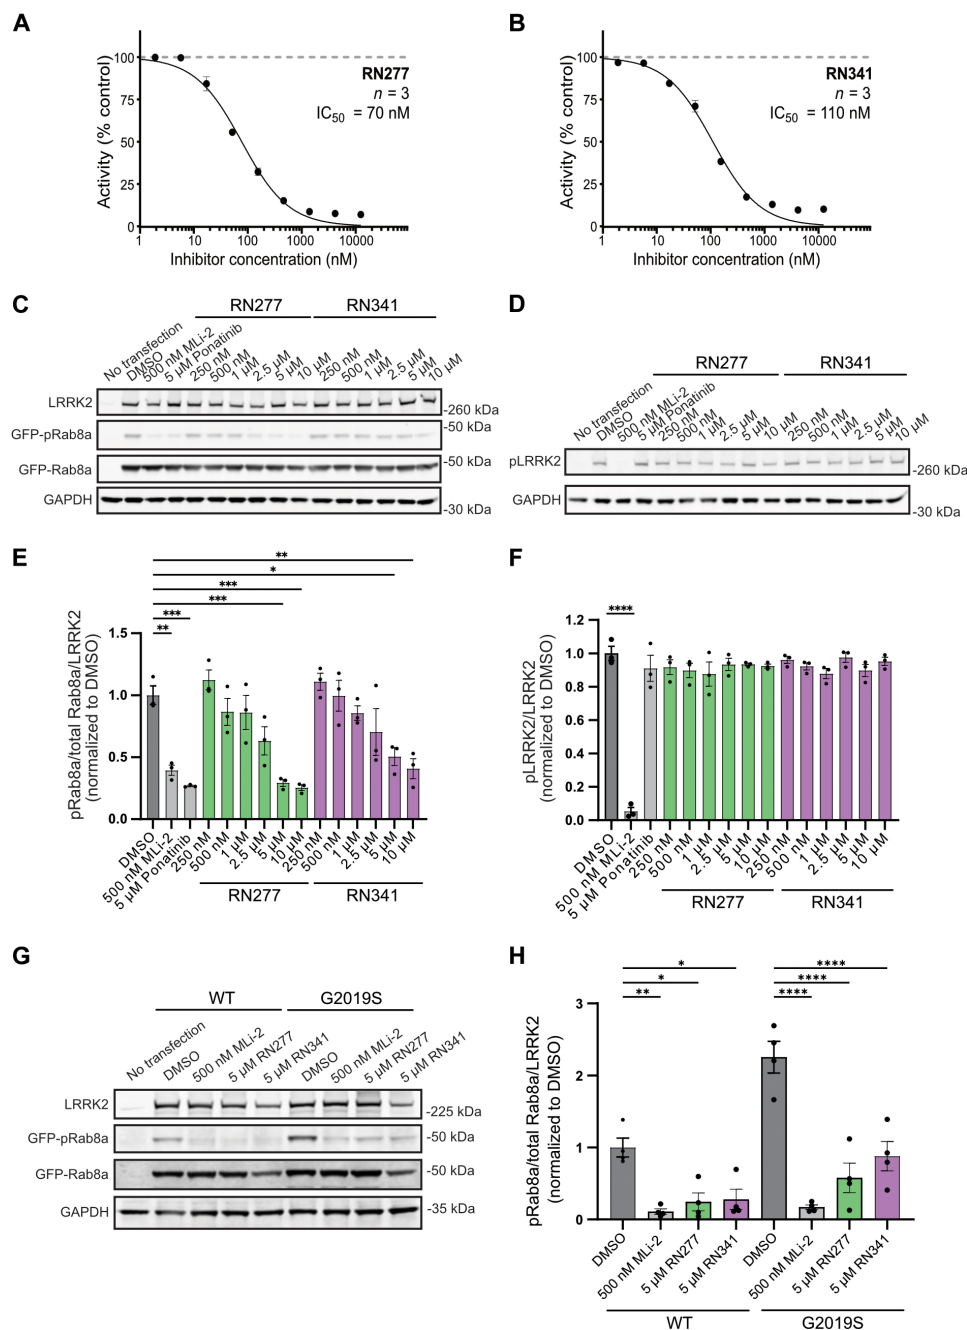 A
100
75
50
25
0
Activity (% control)
RN277
n = 3
IC50 = 70 nM
1 10 100 1000 10000
Inhibitor concentration (nM)
B
100
75
50
25
0
Activity (% control)
RN341
n = 3
IC50 = 110 nM
1 10 100 1000 10000
Inhibitor concentration (nM)
C
RN277 RN341
No transfection
DMSO
500 nM MLi-2
5 µM Ponatinib
250 nM
500 nM
1 µM
2.5 µM
5 µM
10 µM
250 nM
500 nM
1 µM
2.5 µM
5 µM
10 µM
LRRK2
-260 kDa
GFP-pRab8a
-50 kDa
GFP-Rab8a
-50 kDa
GAPDH
-30 kDa
D
RN277 RN341
No transfection
DMSO
500 nM MLi-2
5 µM Ponatinib
250 nM
500 nM
1 µM
2.5 µM
5 µM
10 µM
250 nM
500 nM
1 µM
2.5 µM
5 µM
10 µM
pLRRK2
-260 kDa
GAPDH
-30 kDa
E
**
*
***
***
***
**
pRab8a/total Rab8a/LRRK2
(normalized to DMSO)
1.5
1.0
0.5
0.0
DMSO
500 nM MLi-2
5 µM Ponatinib
250 nM
500 nM
1 µM
2.5 µM
5 µM
10 µM
250 nM
500 nM
1 µM
2.5 µM
5 µM
10 µM
RN277 RN341
F
****
pLRRK2/LRRK2
(normalized to DMSO)
1.2
1.0
0.8
0.6
0.4
0.2
0.0
DMSO
500 nM MLi-2
5 µM Ponatinib
250 nM
500 nM
1 µM
2.5 µM
5 µM
10 µM
250 nM
500 nM
1 µM
2.5 µM
5 µM
10 µM
RN277 RN341
G
WT G2019S
No transfection
DMSO
500 nM MLi-2
5 µM RN277
5 µM RN341
DMSO
500 nM MLi-2
5 µM RN277
5 µM RN341
LRRK2
-225 kDa
GFP-pRab8a
-50 kDa
GFP-Rab8a
-50 kDa
GAPDH
-35 kDa
H
*
*
**
****
****
****
pRab8a/total Rab8a/LRRK2
(normalized to DMSO)
3
2
1
0
DMSO
500 nM MLi-2
5 µM RN277
5 µM RN341
DMSO
500 nM MLi-2
5 µM RN277
5 µM RN341
WT G2019S